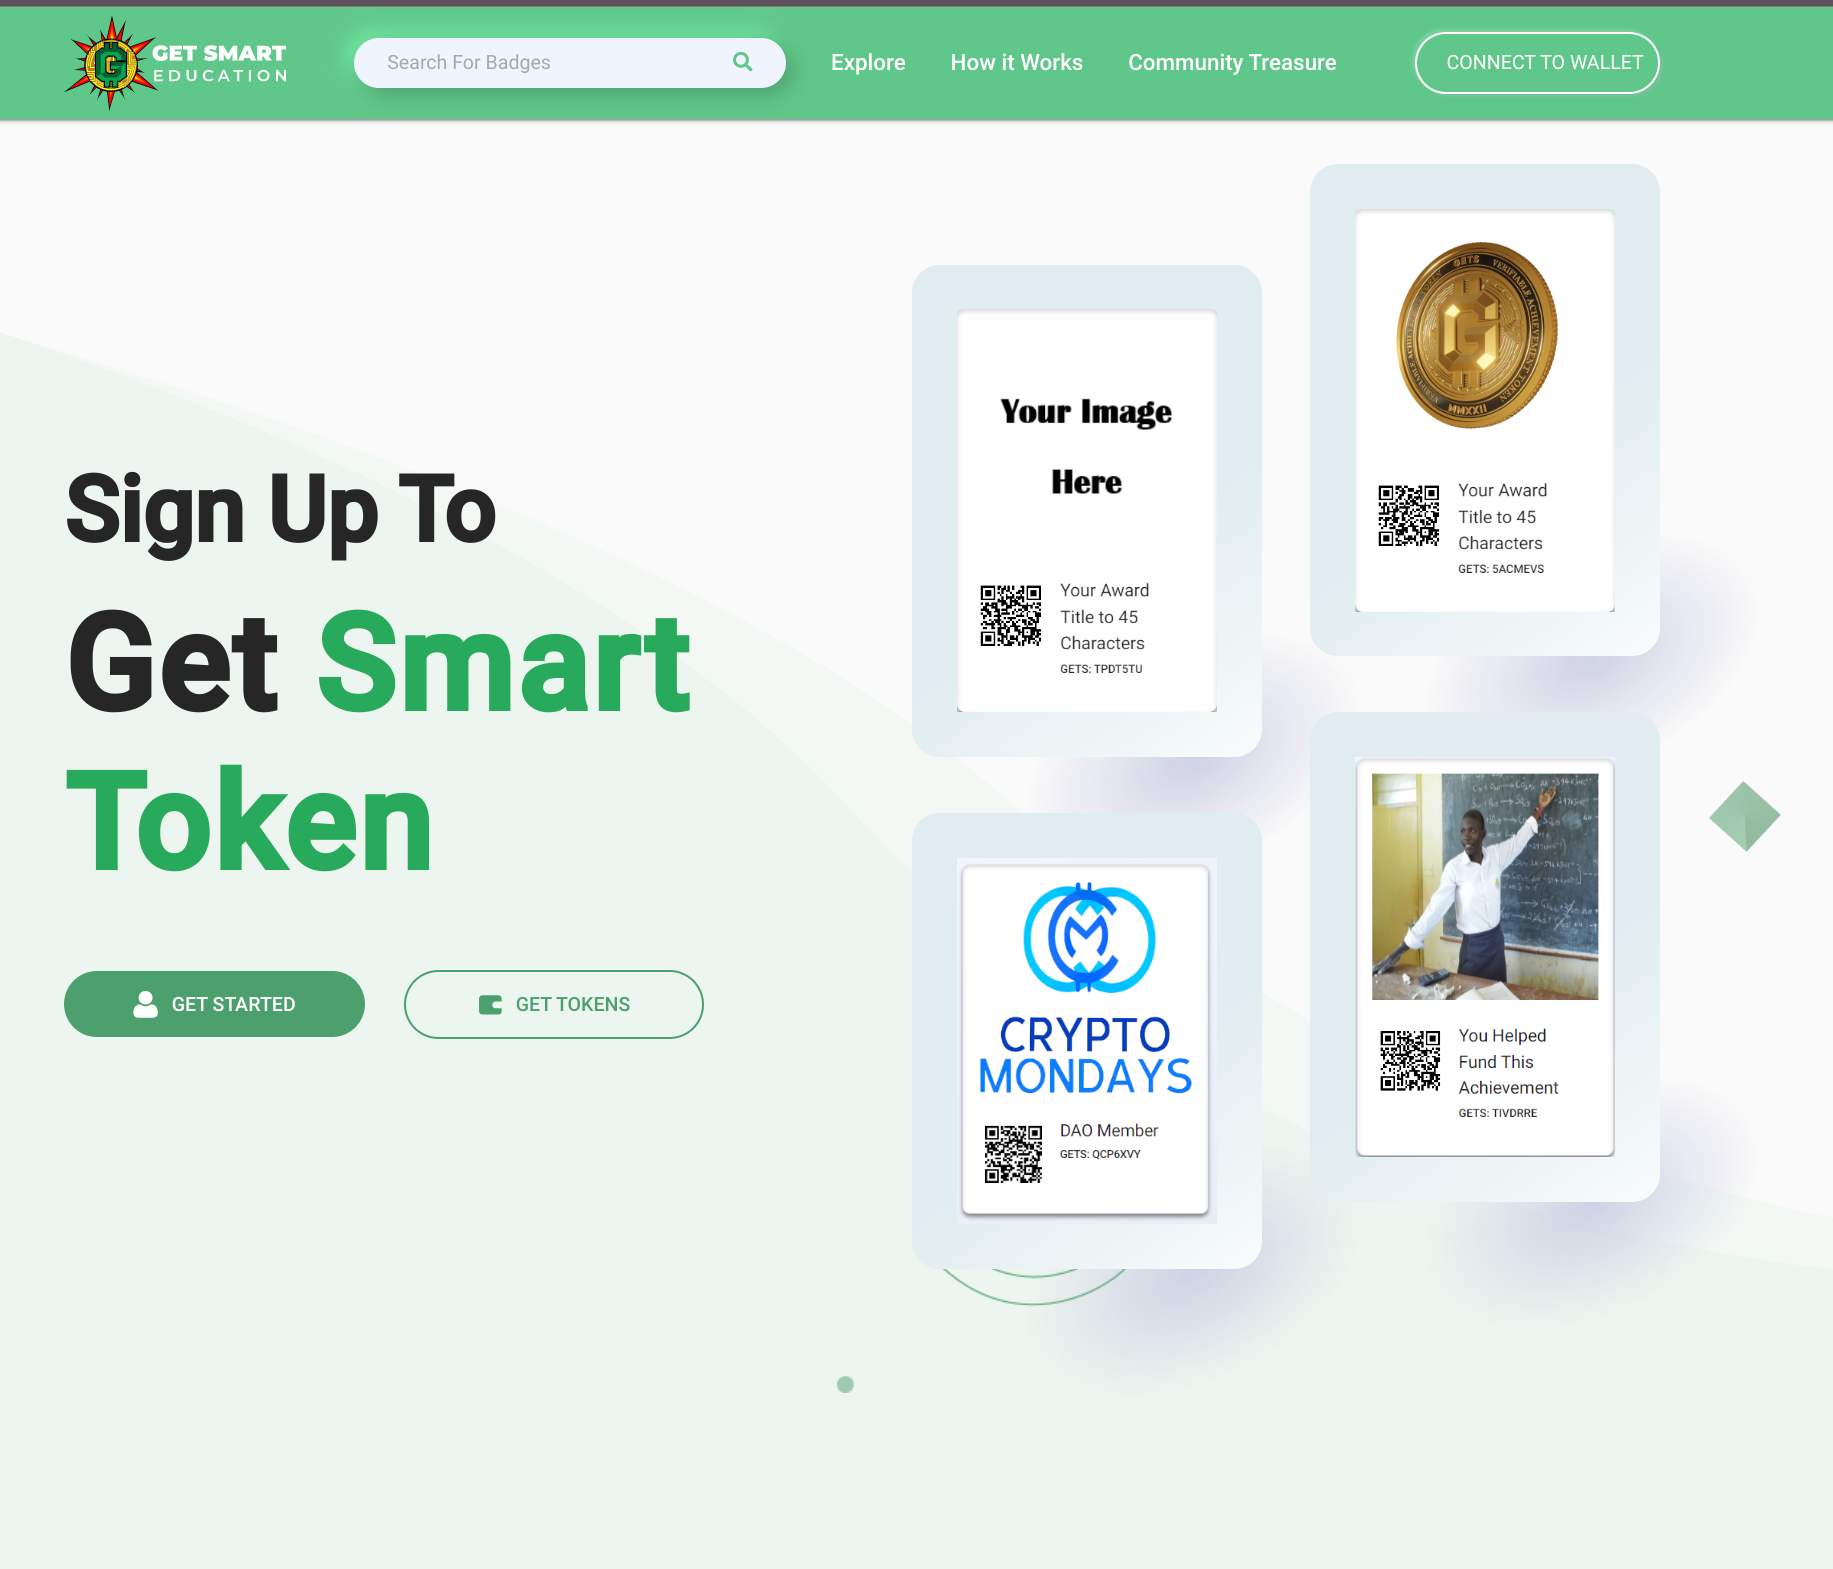 GET SMART
EDUCATION
Search For Badges
Explore
How it Works
Community Treasure
CONNECT TO WALLET
Sign Up To
Get Smart
Token
GET STARTED
GET TOKENS
Your Image
Here
Your Award
Title to 45
Characters
GETS: TPDT5TU
GETS VERIFIABLE ACHIEVEMENT TOKEN
MMXXII
Your Award
Title to 45
Characters
GETS: 5ACMEVS
CRYPTO
MONDAYS
DAO Member
GETS: QCP6XVY
You Helped
Fund This
Achievement
GETS: TIVDRRE